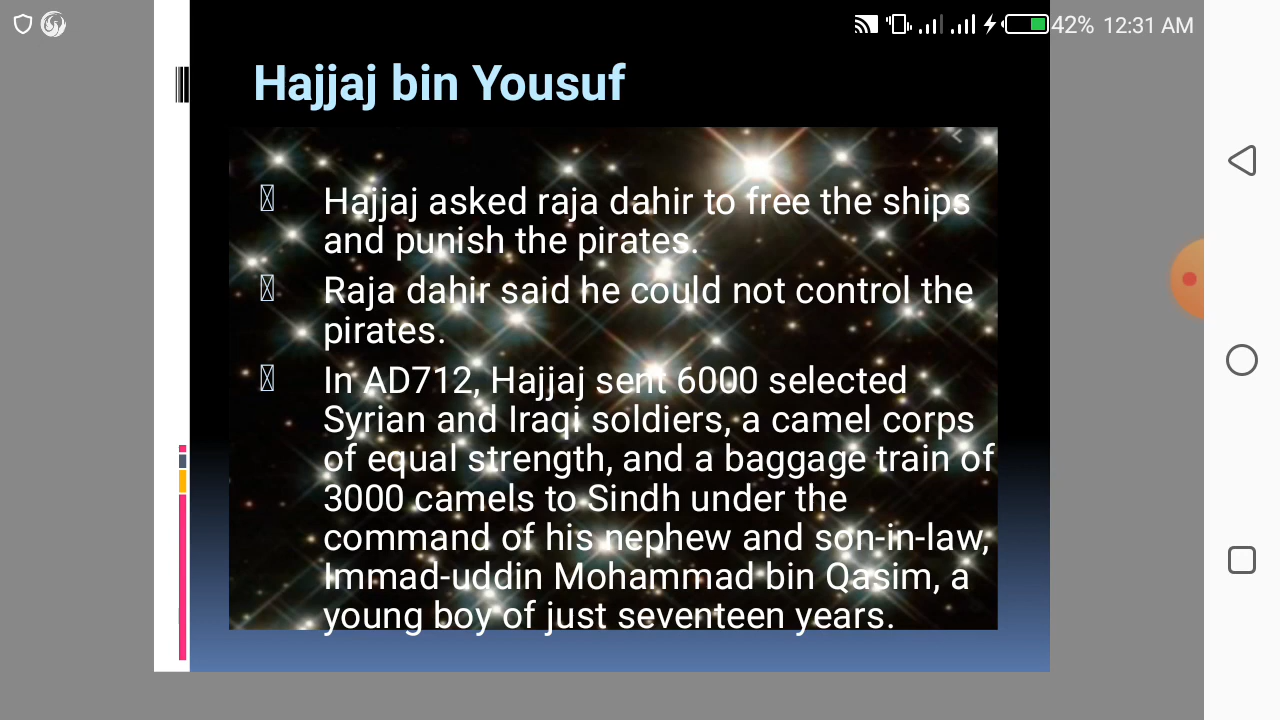 42% 12:31 AM
Hajjaj bin Yousuf
Hajjaj asked raja dahir to free the ships
and punish the pirates.
Raja dahir said he could not control the
pirates.
In AD712, Hajjaj sent 6000 selected
Syrian and Iraqi soldiers, a camel corps
of equal strength, and a baggage train of
3000 camels to Sindh under the
command of his nephew and son-in-law,
Immad-uddin Mohammad bin Qasim, a
young boy of just seventeen years.